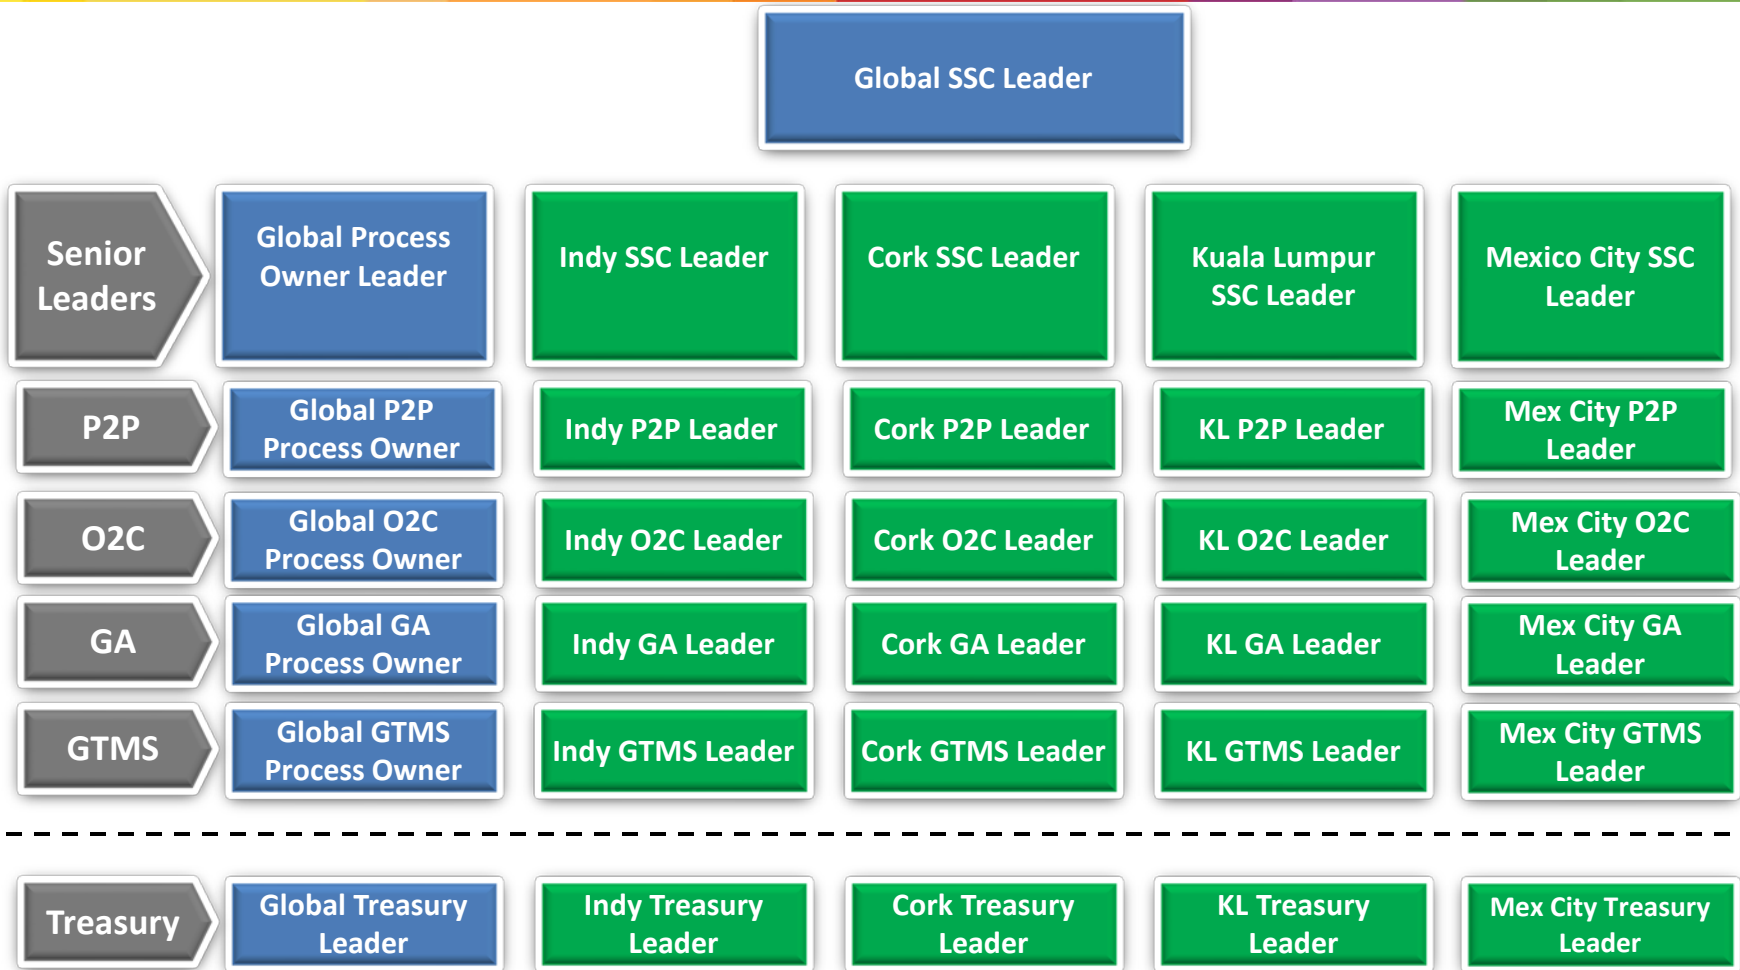 Global SSC Leader
Senior
Leaders
Global Process
Owner Leader
Indy SSC Leader
Cork SSC Leader
Kuala Lumpur
SSC Leader
Mexico City SSC
Leader
P2P
Global P2P
Process Owner
Indy P2P Leader
Cork P2P Leader
KL P2P Leader
Mex City P2P
Leader
O2C
Global O2C
Process Owner
Indy O2C Leader
Cork O2C Leader
KL O2C Leader
Mex City O2C
Leader
GA
Global GA
Process Owner
Indy GA Leader
Cork GA Leader
KL GA Leader
Mex City GA
Leader
GTMS
Global GTMS
Process Owner
Indy GTMS Leader
Cork GTMS Leader
KL GTMS Leader
Mex City GTMS
Leader
Treasury
Global Treasury
Leader
Indy Treasury
Leader
Cork Treasury
Leader
KL Treasury
Leader
Mex City Treasury
Leader